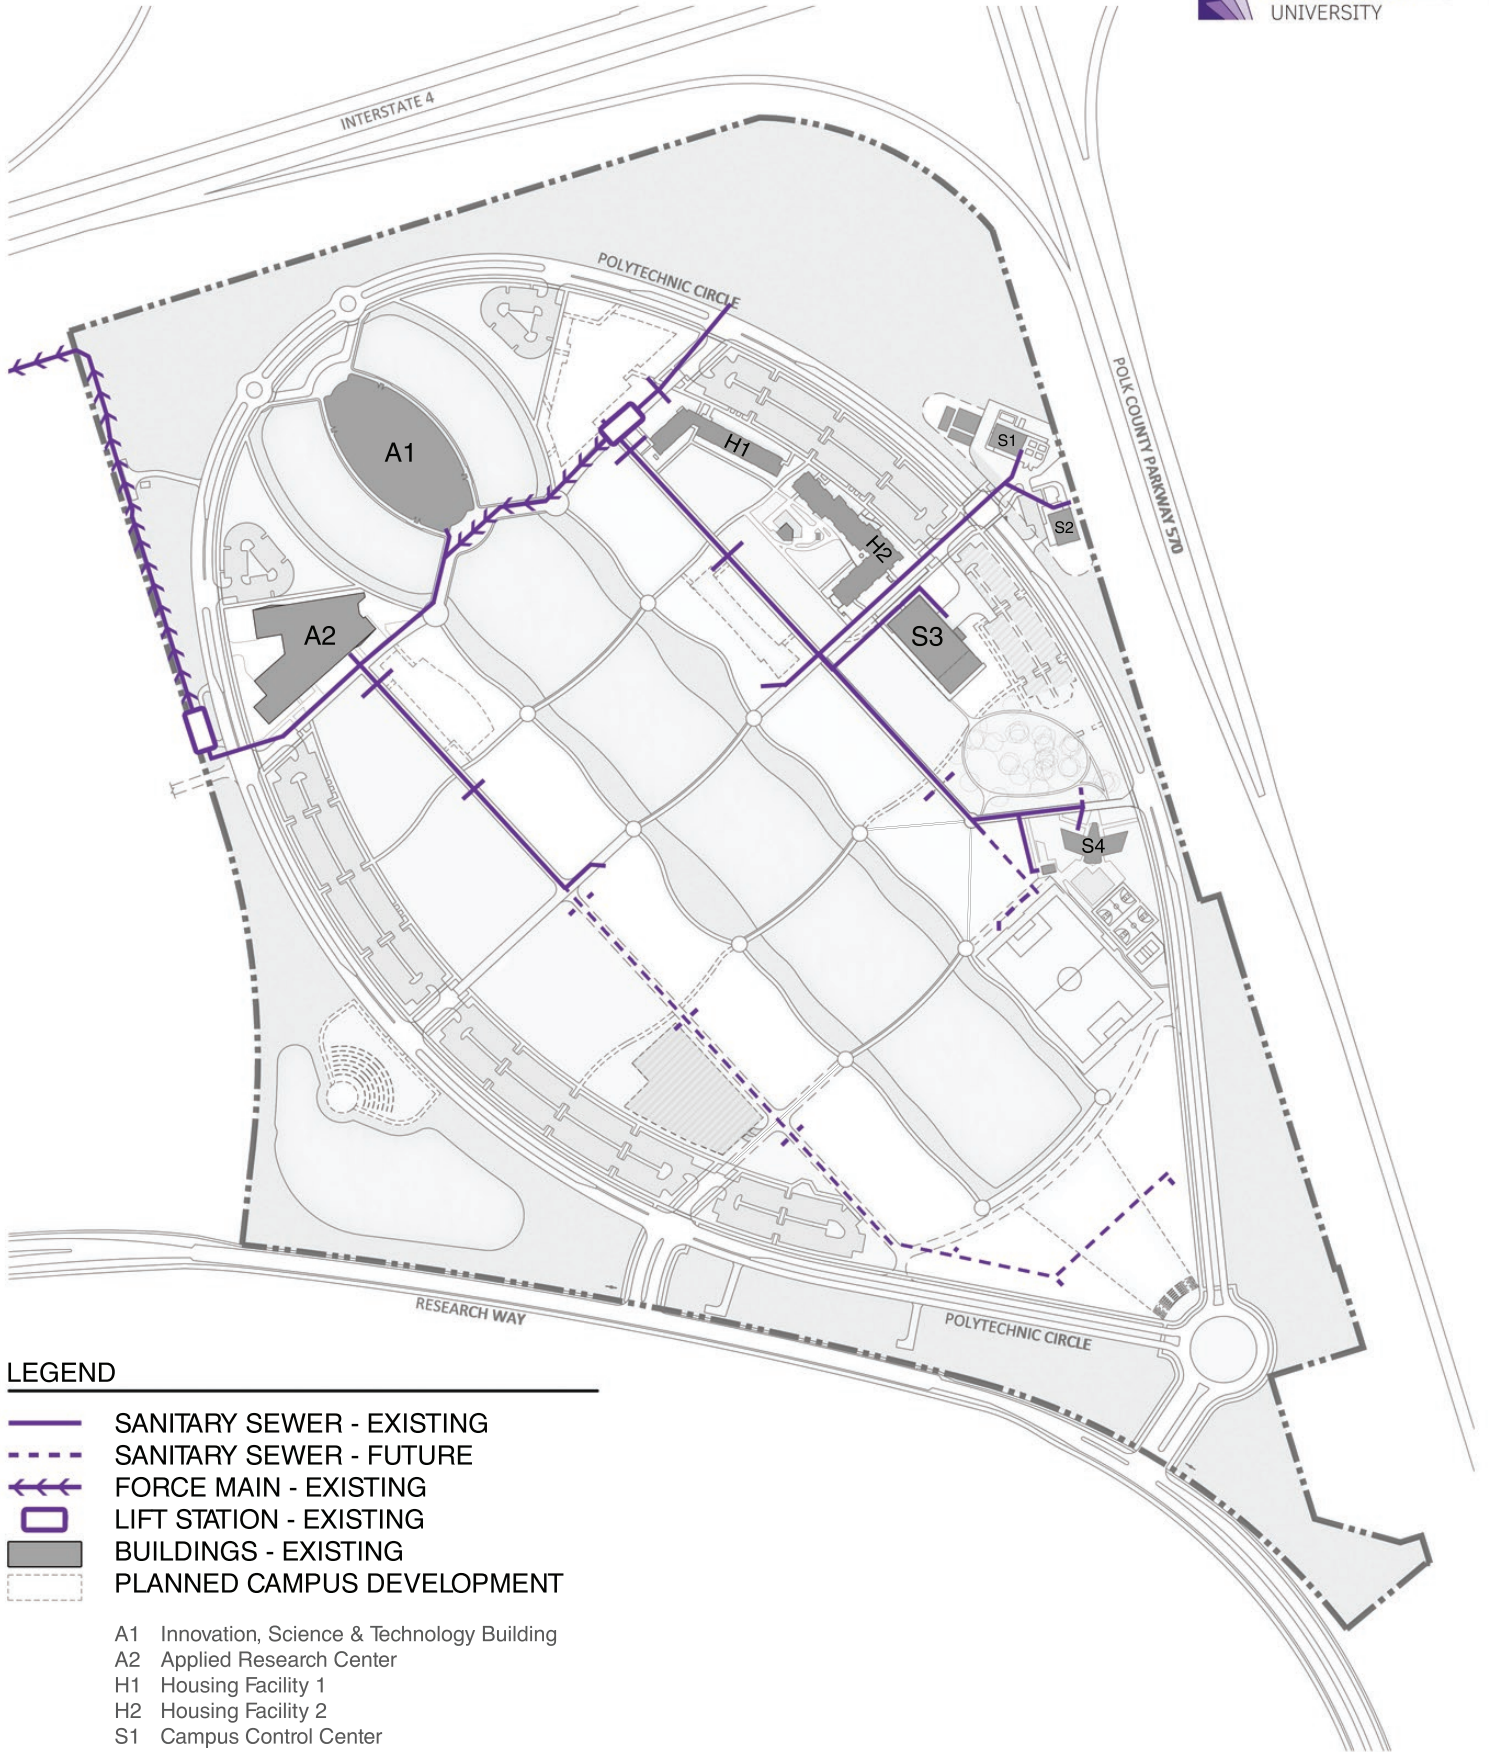 UNIVERSITY
INTERSTATE 4
POLYTECHNIC CIRCLE
POLK COUNTY PARKWAY 570
A1
H1
S1
S2
H2
A2
S3
S4
RESEARCH WAY
POLYTECHNIC CIRCLE
LEGEND
SANITARY SEWER - EXISTING
SANITARY SEWER - FUTURE
FORCE MAIN - EXISTING
LIFT STATION - EXISTING
BUILDINGS - EXISTING
PLANNED CAMPUS DEVELOPMENT
A1 Innovation, Science & Technology Building
A2 Applied Research Center
H1 Housing Facility 1
H2 Housing Facility 2
S1 Campus Control Center